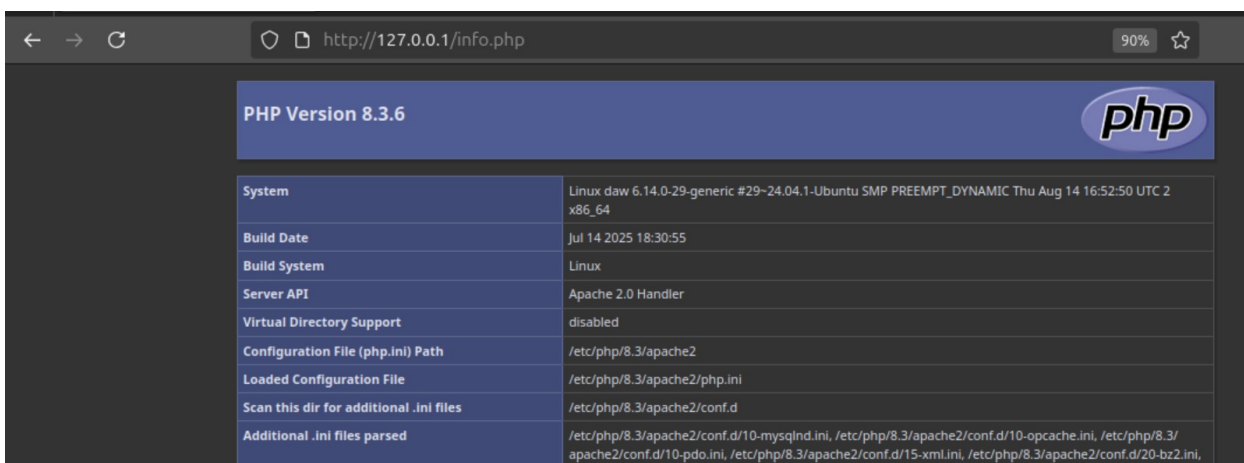 http://127.0.0.1/info.php
90%
PHP Version 8.3.6
php
System
Linux daw 6.14.0-29-generic #29~24.04.1-Ubuntu SMP PREEMPT_DYNAMIC Thu Aug 14 16:52:50 UTC 2
x86_64
Build Date
Jul 14 2025 18:30:55
Build System
Linux
Server API
Apache 2.0 Handler
Virtual Directory Support
disabled
Configuration File (php.ini) Path
/etc/php/8.3/apache2
Loaded Configuration File
/etc/php/8.3/apache2/php.ini
Scan this dir for additional .ini files
/etc/php/8.3/apache2/conf.d
Additional .ini files parsed
/etc/php/8.3/apache2/conf.d/10-mysqlnd.ini, /etc/php/8.3/apache2/conf.d/10-opcache.ini, /etc/php/8.3/
apache2/conf.d/10-pdo.ini, /etc/php/8.3/apache2/conf.d/15-xml.ini, /etc/php/8.3/apache2/conf.d/20-bz2.ini,